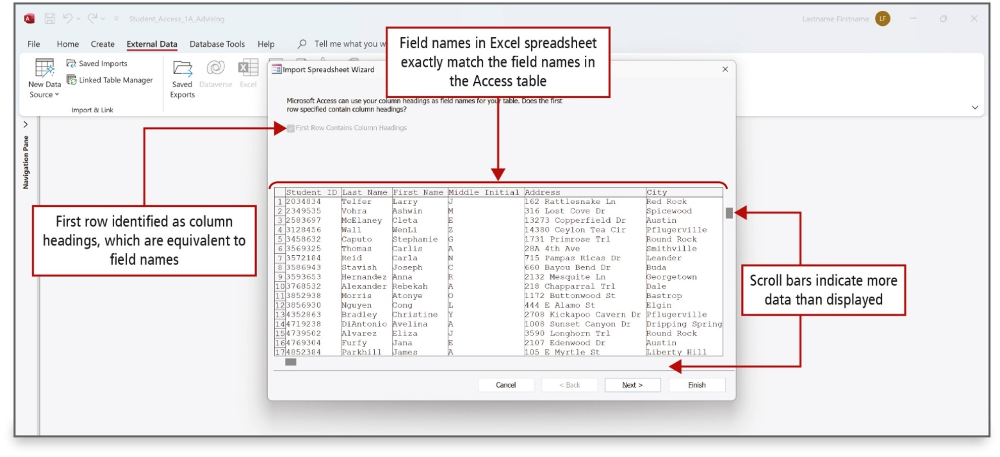 Student_Access_1A_Advising
Lastname Firstname LF
File Home Create External Data Database Tools Help Tell me what you w
Field names in Excel spreadsheet
exactly match the field names in
the Access table
Saved Imports
Linked Table Manager
New Data
Source
Saved
Exports
Dataverse Excel
Import & Link
Navigation Pane
Import Spreadsheet Wizard
Microsoft Access can use your column headings as field names for your table. Does the first
row specified contain column headings?
First Row Contains Column Headings
First row identified as column
headings, which are equivalent to
field names
Student ID Last Name First Name Middle Initial Address City
1 2034834 Telfer Larry J 162 Rattlesnake Ln Red Rock
2 2349535 Vohra Ashwin M 316 Lost Cove Dr Spicewood
3 2583697 McElaney Cleta E 13273 Copperfield Dr Austin
4 3128456 Wall WenLi Z 14380 Ceylon Tea Cir Pflugerville
5 3458632 Caputo Stephanie G 1731 Primrose Trl Round Rock
6 3569325 Thomas Carlis A 28A 4th Ave Smithville
7 3572184 Reid Carla N 715 Pampas Ricas Dr Leander
8 3586943 Stavish Joseph C 660 Bayou Bend Dr Buda
9 3593653 Hernandez Anna R 2132 Mesquite Ln Georgetown
10 3768532 Alexander Rebekah A 218 Chapparral Trl Dale
11 3852938 Morris Atonye O 1172 Buttonwood St Bastrop
12 3856930 Nguyen Cong L 444 E Alamo St Elgin
13 4352863 Bradley Christine Y 2708 Kickapoo Cavern Dr Pflugerville
14 4719238 DiAntonio Avelina A 1008 Sunset Canyon Dr Dripping Spring
15 4739502 Alvarez Eliza J 3590 Longhorn Trl Round Rock
16 4769304 Furfy Jana E 2107 Edenwood Dr Austin
17 4852384 Parkhill James A 105 E Myrtle St Liberty Hill
Scroll bars indicate more
data than displayed
Cancel < Back Next > Finish